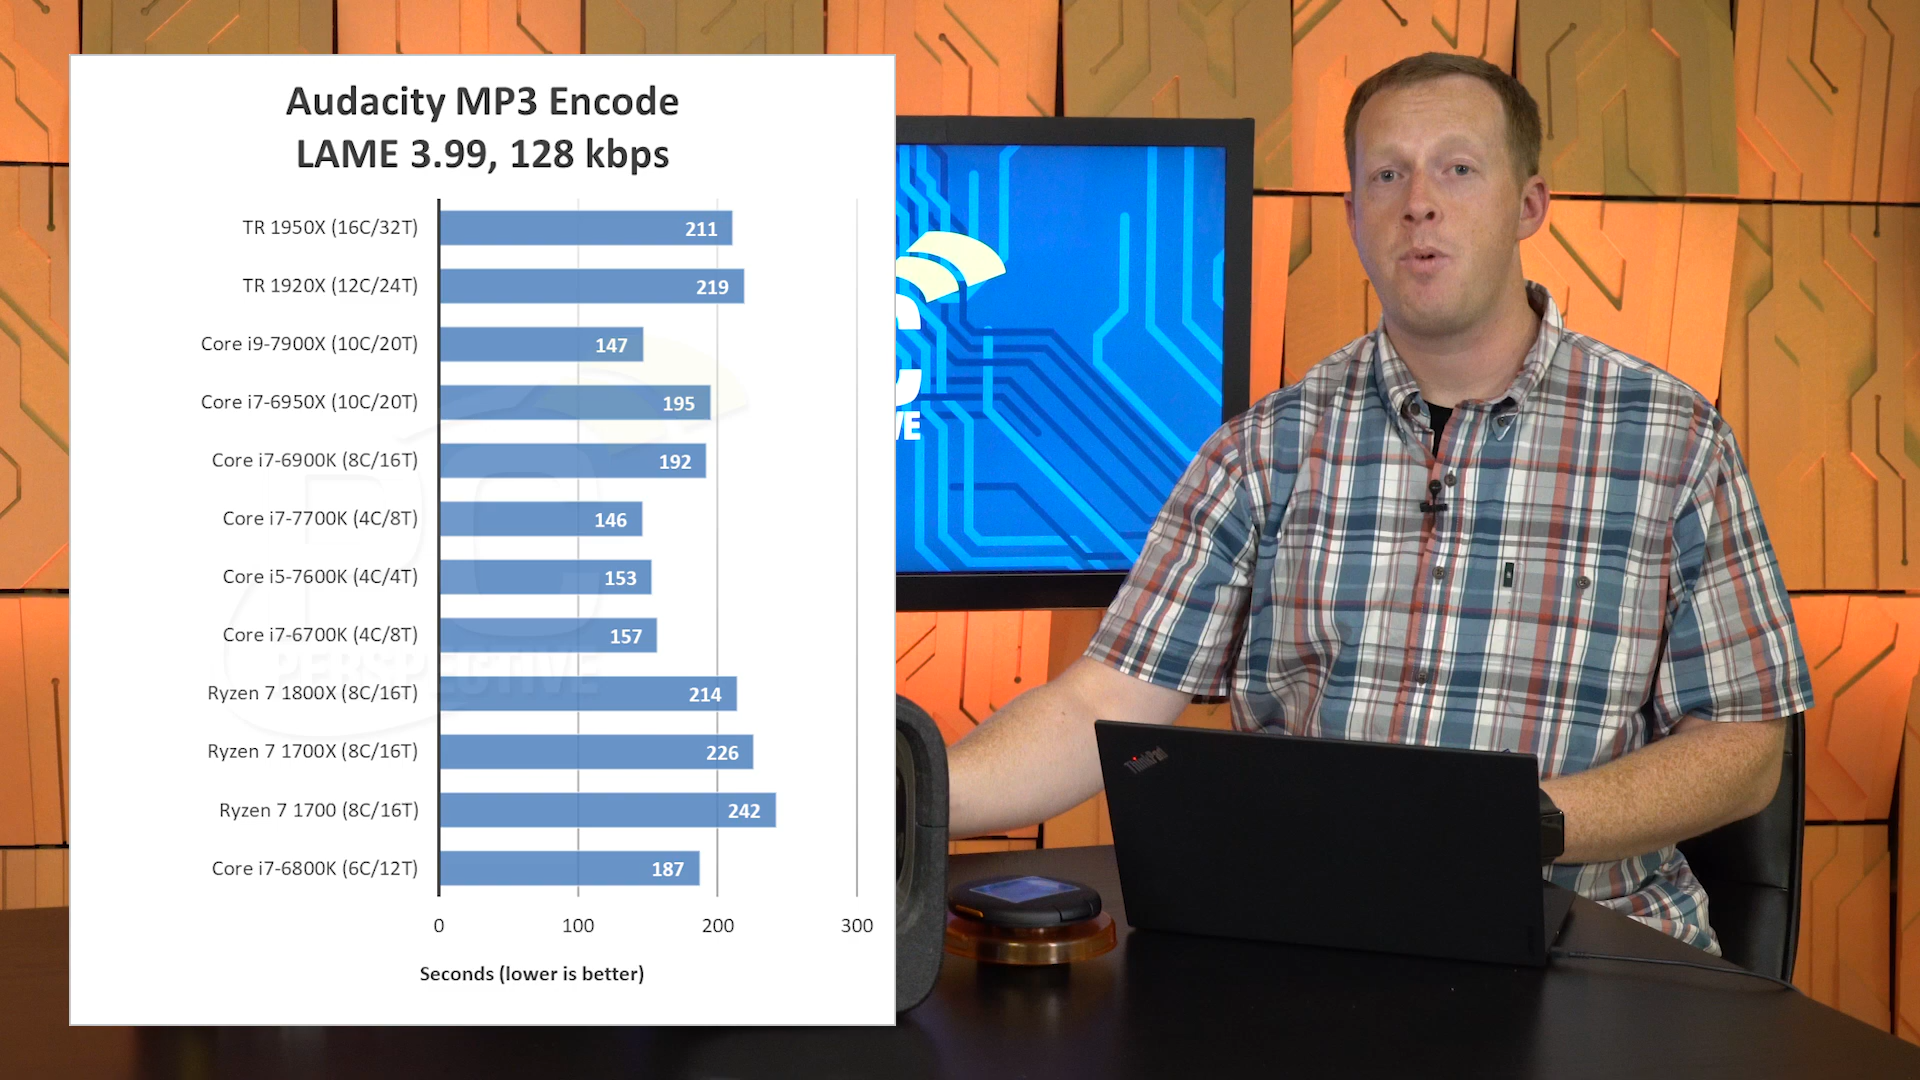 Audacity MP3 Encode
LAME 3.99, 128 kbps
TR 1950X (16C/32T) 211
TR 1920X (12C/24T) 219
Core i9-7900X (10C/20T) 147
Core i7-6950X (10C/20T) 195
Core i7-6900K (8C/16T) 192
Core i7-7700K (4C/8T) 146
Core i5-7600K (4C/4T) 153
Core i7-6700K (4C/8T) 157
Ryzen 7 1800X (8C/16T) 214
Ryzen 7 1700X (8C/16T) 226
Ryzen 7 1700 (8C/16T) 242
Core i7-6800K (6C/12T) 187
0 100 200 300
Seconds (lower is better)
PC
PERSPECTIVE
C
VE
ThinkPad